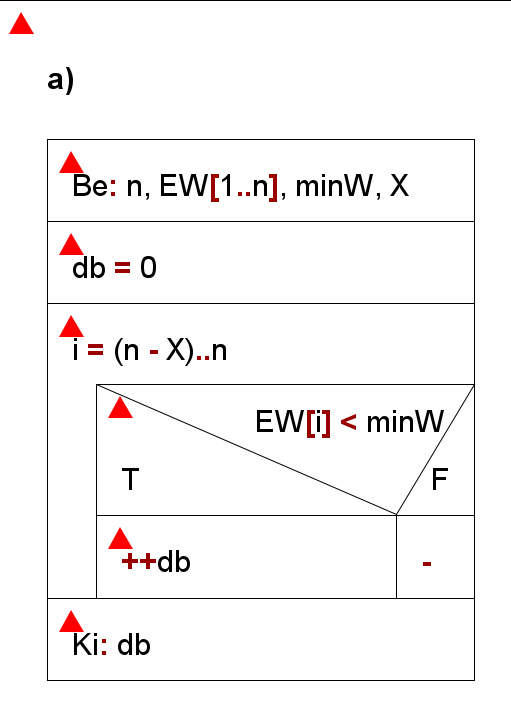 a)
Be: n, EW[1..n], minW, X
db = 0
i = (n - X)..n
EW[i] < minW
T
F
++db
-
Ki: db